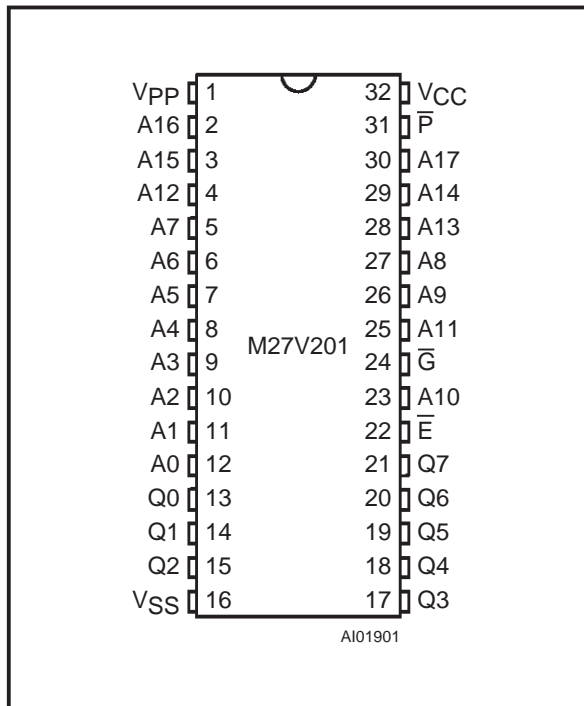 VPP 1 32 VCC
A16 2 31 P̅
A15 3 30 A17
A12 4 29 A14
A7 5 28 A13
A6 6 27 A8
A5 7 26 A9
A4 8 25 A11
M27V201
A3 9 24 G̅
A2 10 23 A10
A1 11 22 E̅
A0 12 21 Q7
Q0 13 20 Q6
Q1 14 19 Q5
Q2 15 18 Q4
VSS 16 17 Q3
AI01901